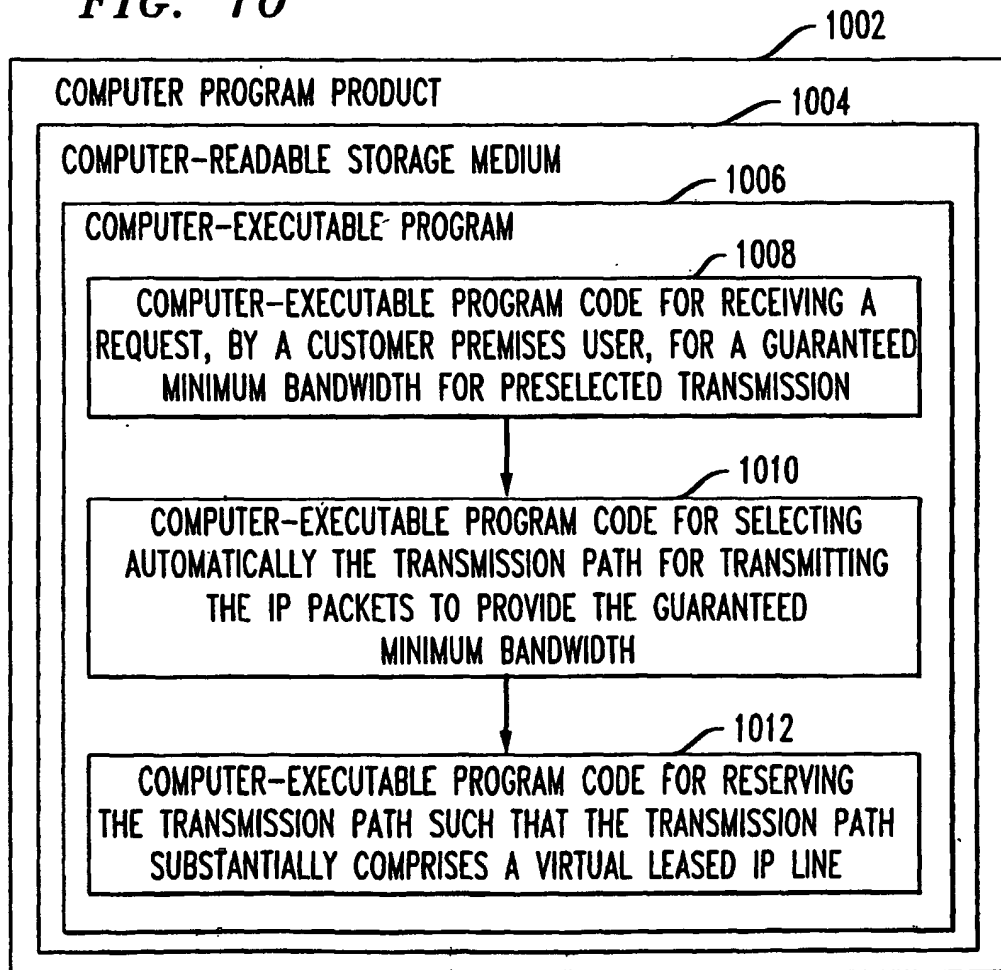 FIG. 10
1002
COMPUTER PROGRAM PRODUCT
1004
COMPUTER-READABLE STORAGE MEDIUM
1006
COMPUTER-EXECUTABLE PROGRAM
1008
COMPUTER-EXECUTABLE PROGRAM CODE FOR RECEIVING A
REQUEST, BY A CUSTOMER PREMISES USER, FOR A GUARANTEED
MINIMUM BANDWIDTH FOR PRESELECTED TRANSMISSION
1010
COMPUTER-EXECUTABLE PROGRAM CODE FOR SELECTING
AUTOMATICALLY THE TRANSMISSION PATH FOR TRANSMITTING
THE IP PACKETS TO PROVIDE THE GUARANTEED
MINIMUM BANDWIDTH
1012
COMPUTER-EXECUTABLE PROGRAM CODE FOR RESERVING
THE TRANSMISSION PATH SUCH THAT THE TRANSMISSION PATH
SUBSTANTIALLY COMPRISES A VIRTUAL LEASED IP LINE